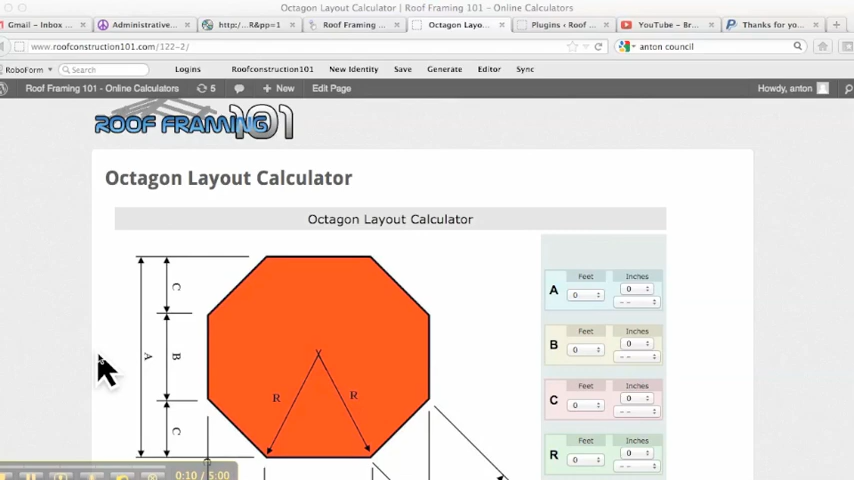 Octagon Layout Calculator | Roof Framing 101 - Online Calculators
Gmail - Inbox ...
Administrative...
http:/...R&pp=1
Roof Framing ...
Octagon Layo...
Plugins ‹ Roof ...
YouTube - Br...
Thanks for yo...
www.roofconstruction101.com/122-2/
anton council
RoboForm
Search
Logins
Roofconstruction101
New Identity
Save
Generate
Editor
Sync
Roof Framing 101 - Online Calculators
5
New
Edit Page
Howdy, anton
ROOF FRAMING 101
Octagon Layout Calculator
Octagon Layout Calculator
C
A
B
C
R
R
Feet
Inches
A
0
0
- -
Feet
Inches
B
0
0
- -
Feet
Inches
C
0
0
- -
Feet
Inches
R
0
0
- -
0:10 / 5:00